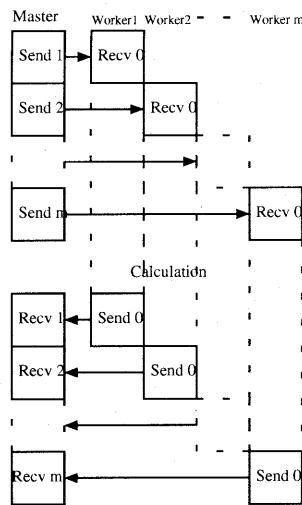 Master Worker1 Worker2 Worker m
Send 1 Recv 0
Send 2 Recv 0
Send m Recv 0
Calculation
Recv 1 Send 0
Recv 2 Send 0
Recv m Send 0